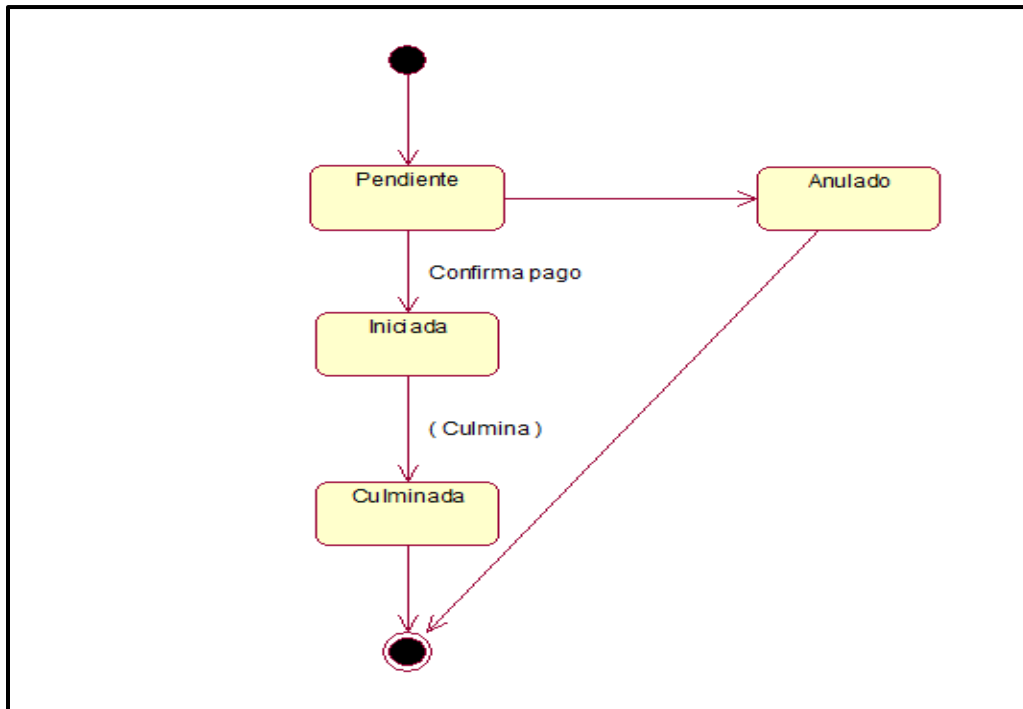 Pendiente
Anulado
Confirma pago
Iniciada
( Culmina )
Culminada